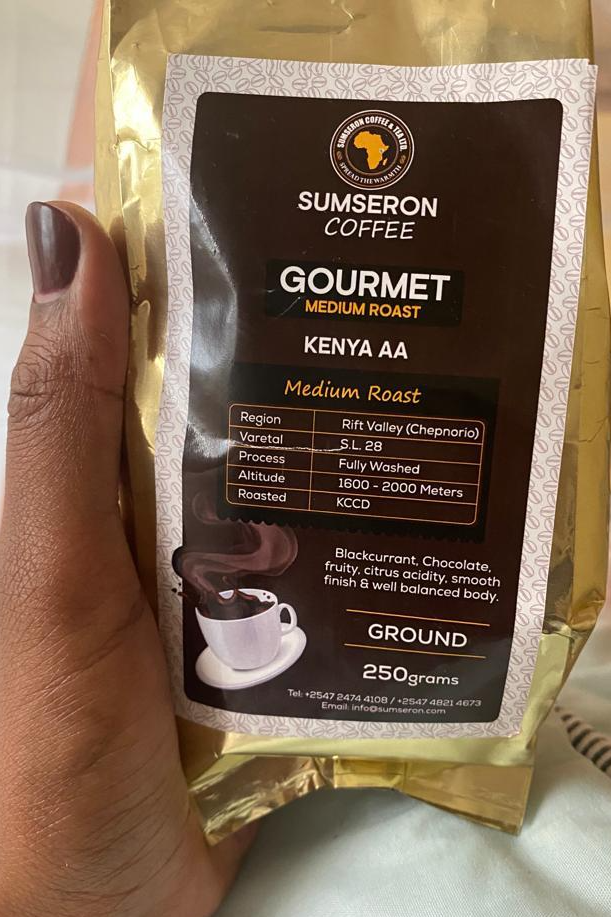 SUMSERON COFFEE & TEA LTD.
SPREAD THE WARMTH
SUMSERON
COFFEE
GOURMET
MEDIUM ROAST
KENYA AA
Medium Roast
Region Rift Valley (Chepnorio)
Varetal S.L. 28
Process Fully Washed
Altitude 1600 - 2000 Meters
Roasted KCCD
Blackcurrant, Chocolate,
fruity, citrus acidity, smooth
finish & well balanced body.
GROUND
250grams
Tel: +2547 2474 4108 / +2547 4821 4673
Email: info@sumseron.com